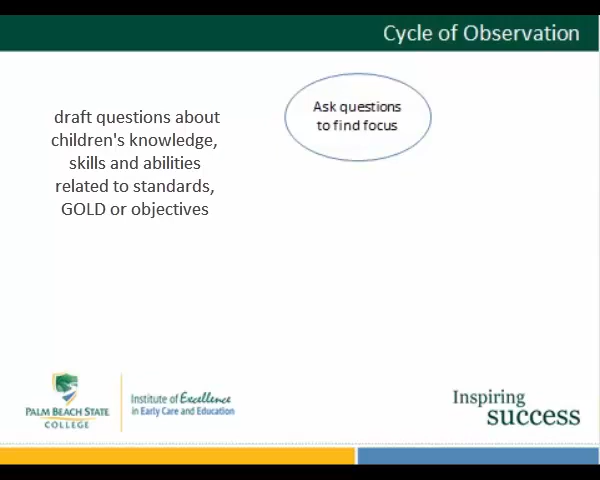 Cycle of Observation
Ask questions
to find focus
draft questions about
children's knowledge,
skills and abilities
related to standards,
GOLD or objectives
PALM BEACH STATE
COLLEGE
Institute of Excellence
in Early Care and Education
Inspiring
success